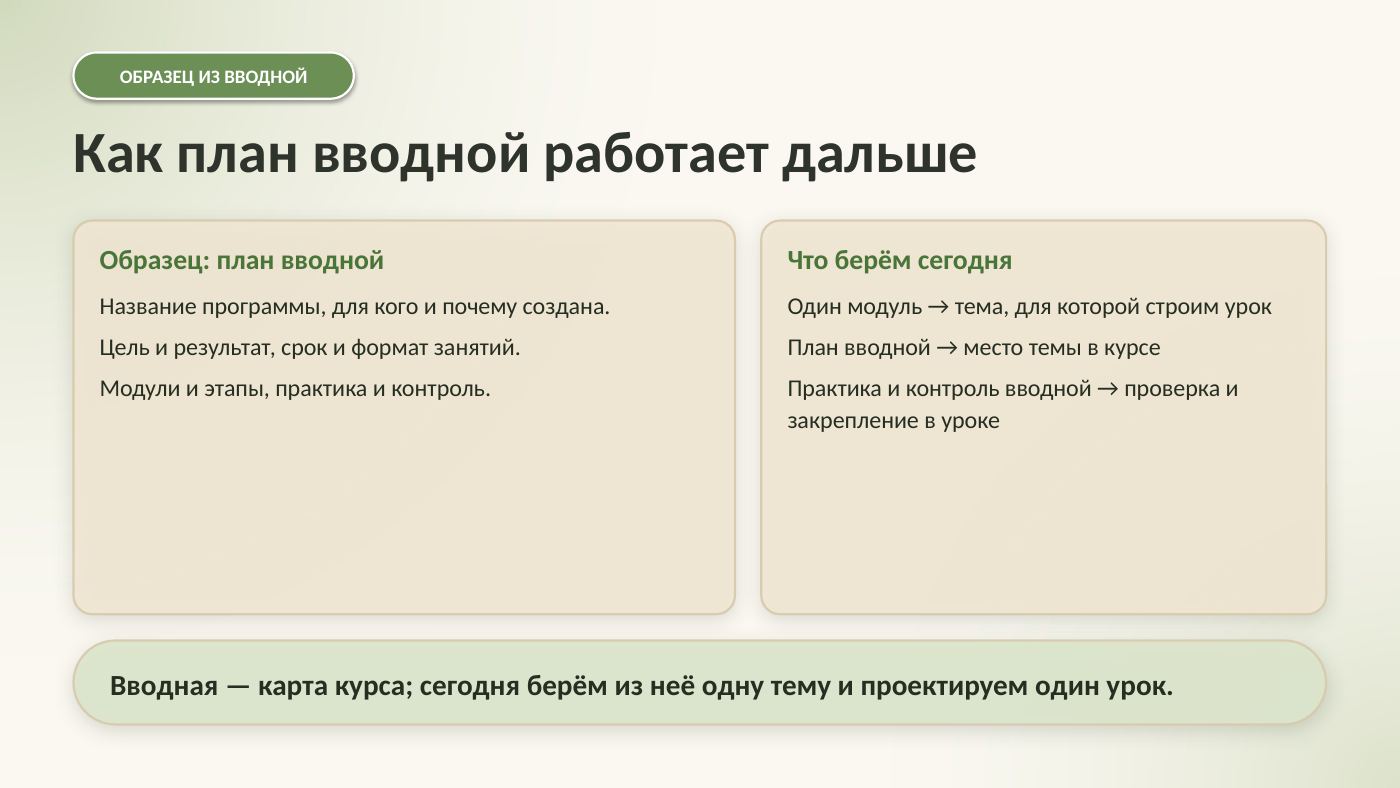 ОБРАЗЕЦ ИЗ ВВОДНОЙ
Как план вводной работает дальше
Образец: план вводной
Название программы, для кого и почему создана.
Цель и результат, срок и формат занятий.
Модули и этапы, практика и контроль.
Что берём сегодня
Один модуль → тема, для которой строим урок
План вводной → место темы в курсе
Практика и контроль вводной → проверка и
закрепление в уроке
Вводная — карта курса; сегодня берём из неё одну тему и проектируем один урок.